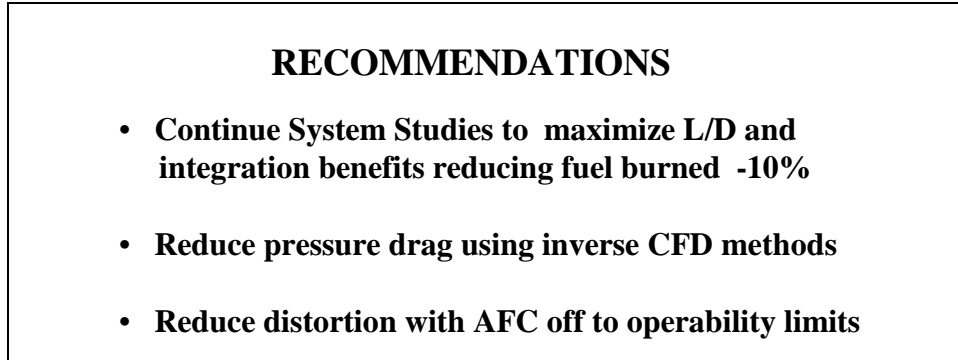 RECOMMENDATIONS
• Continue System Studies to maximize L/D and
integration benefits reducing fuel burned -10%
• Reduce pressure drag using inverse CFD methods
• Reduce distortion with AFC off to operability limits